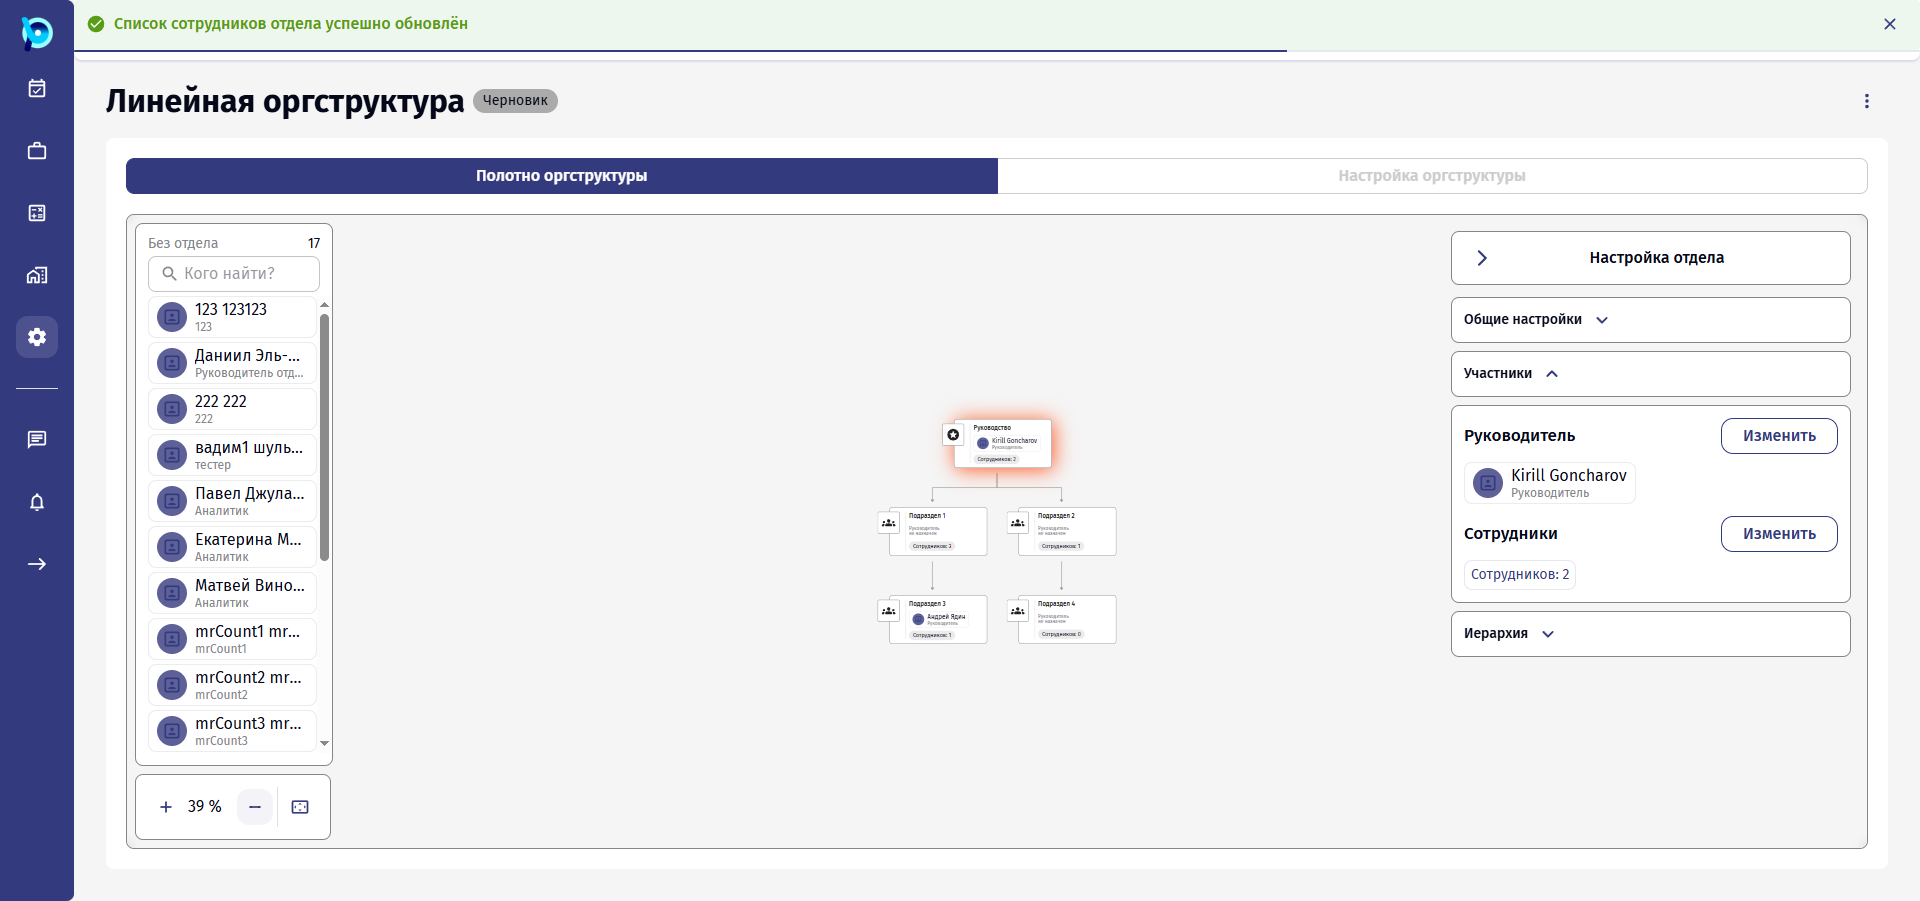 Список сотрудников отдела успешно обновлён
Линейная оргструктура
Черновик
Полотно оргструктуры
Настройка оргструктуры
Без отдела
17
Кого найти?
123 123123
123
Даниил Эль-...
Руководитель отд...
222 222
222
вадим1 шуль...
тестер
Павел Джула...
Аналитик
Екатерина М...
Аналитик
Матвей Вино...
Аналитик
mrCount1 mr...
mrCount1
mrCount2 mr...
mrCount2
mrCount3 mr...
mrCount3
39 %
Руководство
Kirill Goncharov
Руководитель
Сотрудников: 2
Подраздел 1
Руководитель
не назначен
Сотрудников: 3
Подраздел 2
Руководитель
не назначен
Сотрудников: 1
Подраздел 3
Андрей Ядин
Руководитель
Сотрудников: 1
Подраздел 4
Руководитель
не назначен
Сотрудников: 0
Настройка отдела
Общие настройки
Участники
Руководитель
Изменить
Kirill Goncharov
Руководитель
Сотрудники
Изменить
Сотрудников: 2
Иерархия